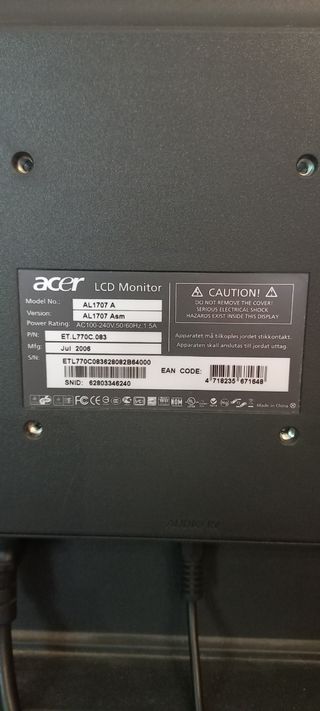 acer LCD Monitor
Model No.: AL1707 A
Version: AL1707 Asm
Power Rating: AC100-240V,50/60Hz,1.5A
P/N: ET.L770C.083
Mfg: Jul 2006
S/N: ETL770C083628082B64000
SNID: 62803346240
CAUTION!
DO NOT REMOVE THE COVER!
SERIOUS ELECTRICAL SHOCK
HAZARDS EXIST INSIDE THIS DISPLAY
Apparatet må tilkoples jordet stikkontakt.
Apparaten skall anslutas till jordat uttag.
EAN CODE:
4 718235 671648
Made in China
AUDIO IN